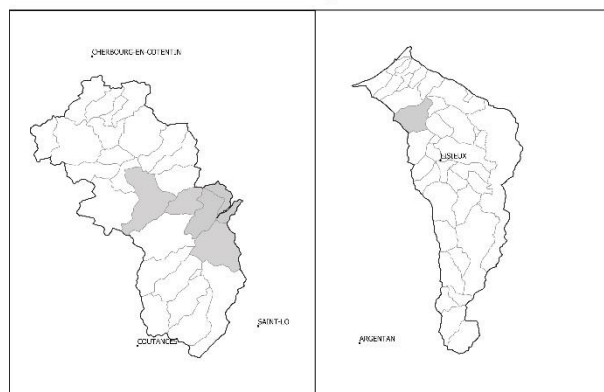 CHERBOURG-EN-COTENTIN
LISIEUX
SAINT-LO
COUTANCES
ARGENTAN